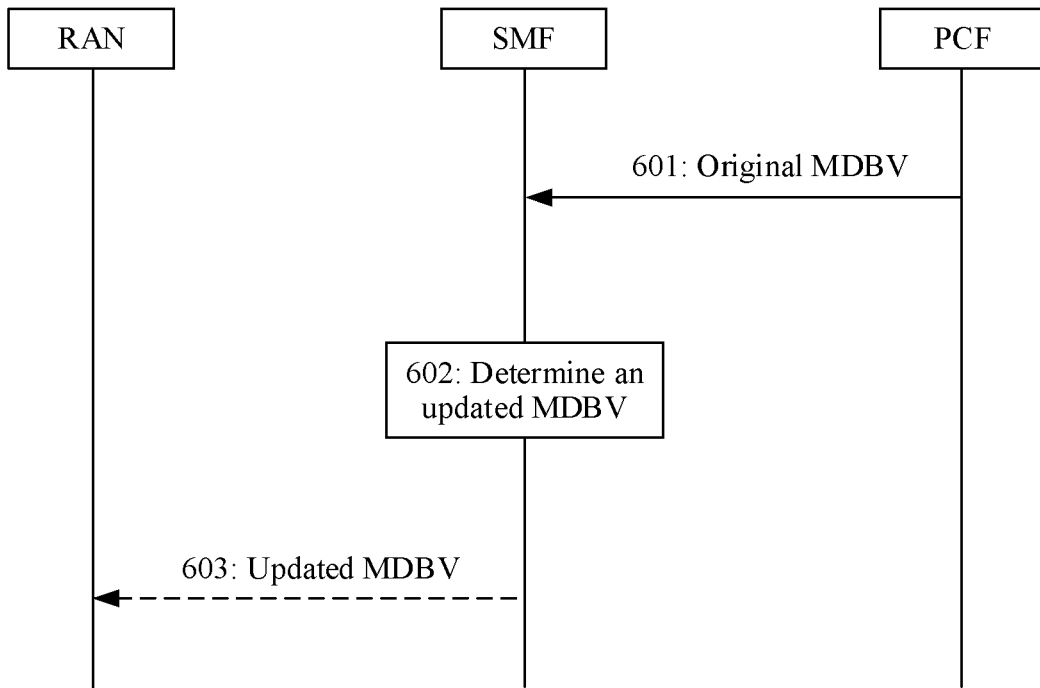 RAN
SMF
PCF
601: Original MDBV
602: Determine an
updated MDBV
603: Updated MDBV